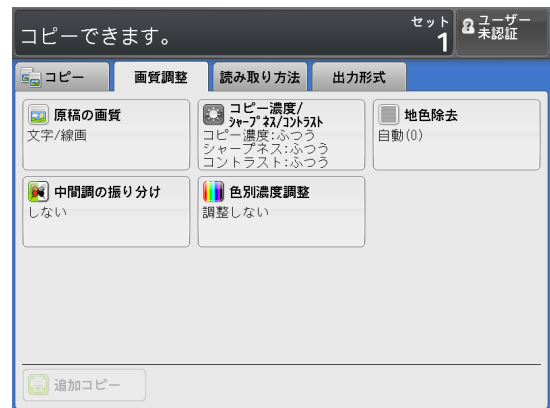 コピーできます。
セット
1
ユーザー
未認証
コピー
画質調整
読み取り方法
出力形式
原稿の画質
文字/線画
コピー濃度/
シャープネス/コントラスト
コピー濃度:ふつう
シャープネス:ふつう
コントラスト:ふつう
地色除去
自動(0)
中間調の振り分け
しない
色別濃度調整
調整しない
追加コピー